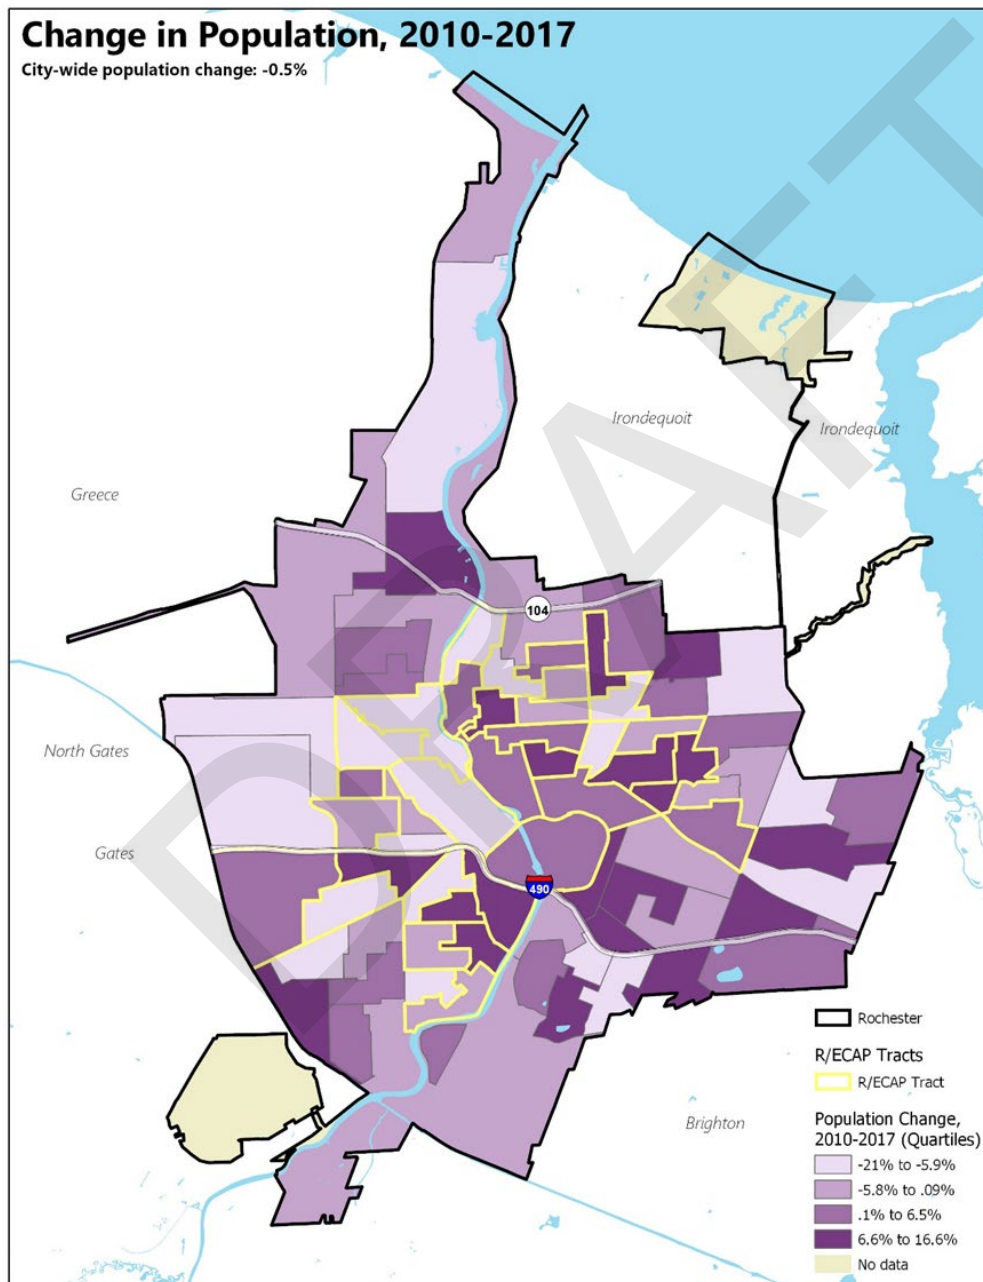 Change in Population, 2010-2017
City-wide population change: -0.5%
DRAFT
Irondequoit
Irondequoit
Greece
104
North Gates
Gates
490
Rochester
R/ECAP Tracts
R/ECAP Tract
Brighton
Population Change,
2010-2017 (Quartiles)
-21% to -5.9%
-5.8% to .09%
.1% to 6.5%
6.6% to 16.6%
No data